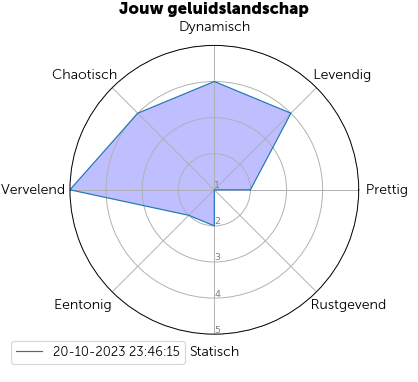 Jouw geluidslandschap
Dynamisch
Chaotisch
Levendig
Vervelend
1
Prettig
2
3
Eentonig
4
Rustgevend
5
20-10-2023 23:46:15
Statisch